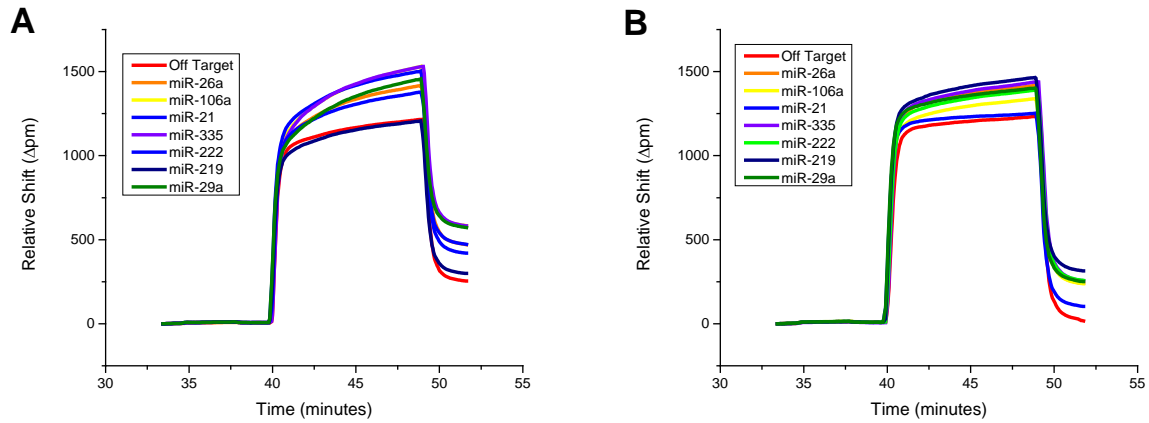 A
Off Target
miR-26a
miR-106a
miR-21
miR-335
miR-222
miR-219
miR-29a
1500
1000
500
0
Relative Shift (Δpm)
30
35
40
45
50
55
Time (minutes)
B
Off Target
miR-26a
miR-106a
miR-21
miR-335
miR-222
miR-219
miR-29a
1500
1000
500
0
Relative Shift (Δpm)
30
35
40
45
50
55
Time (minutes)